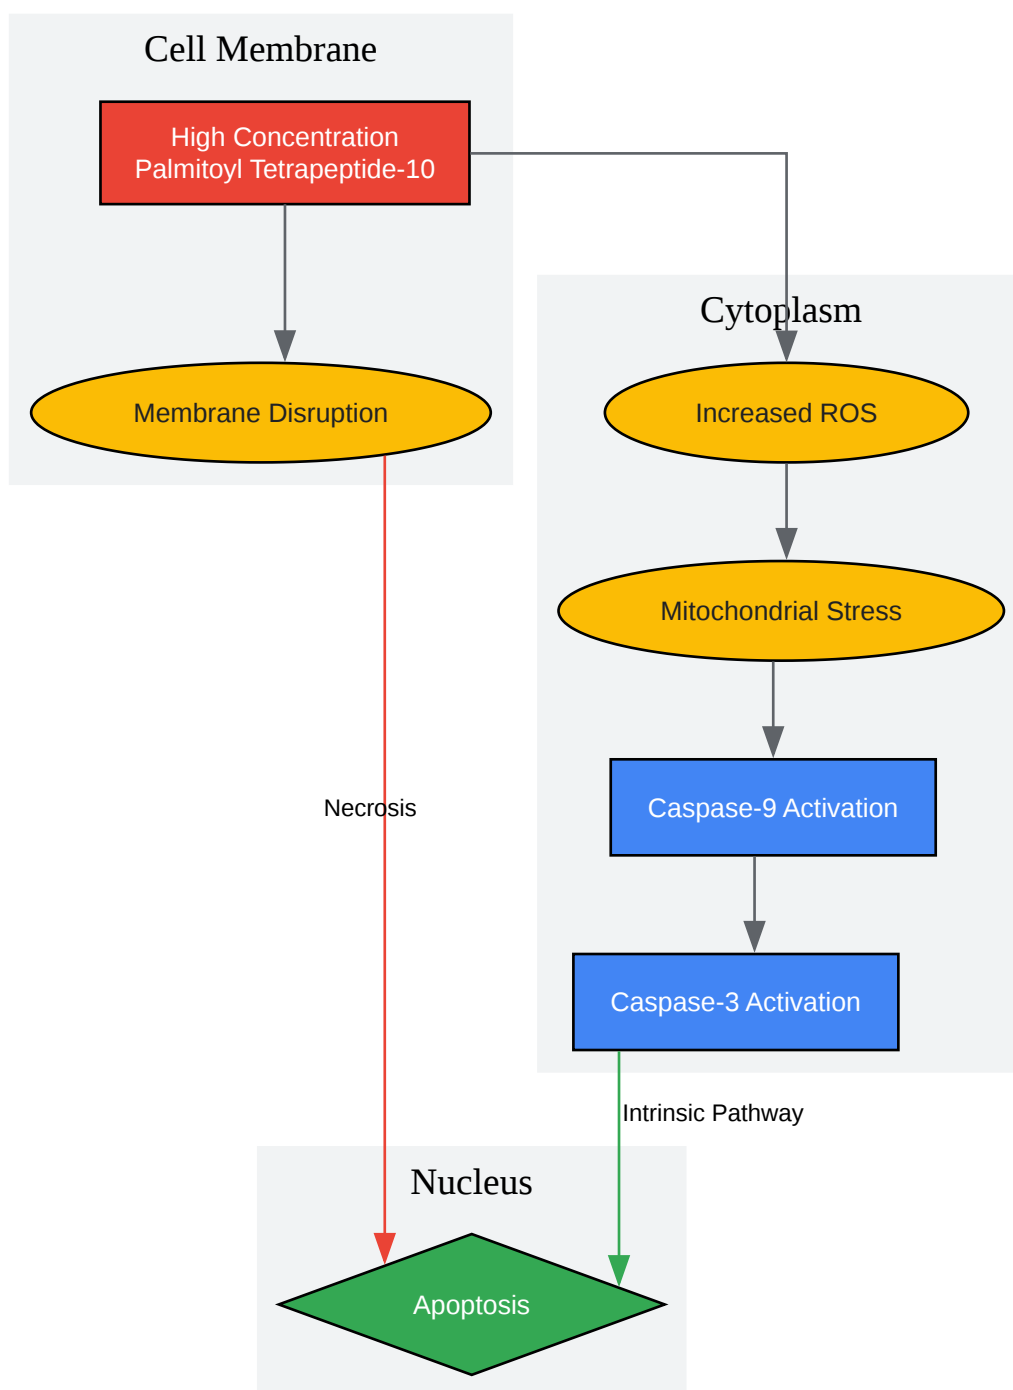 Cell Membrane
High Concentration
Palmitoyl Tetrapeptide-10
Cytoplasm
Membrane Disruption
Increased ROS
Mitochondrial Stress
Necrosis
Caspase-9 Activation
Caspase-3 Activation
Intrinsic Pathway
Nucleus
Apoptosis